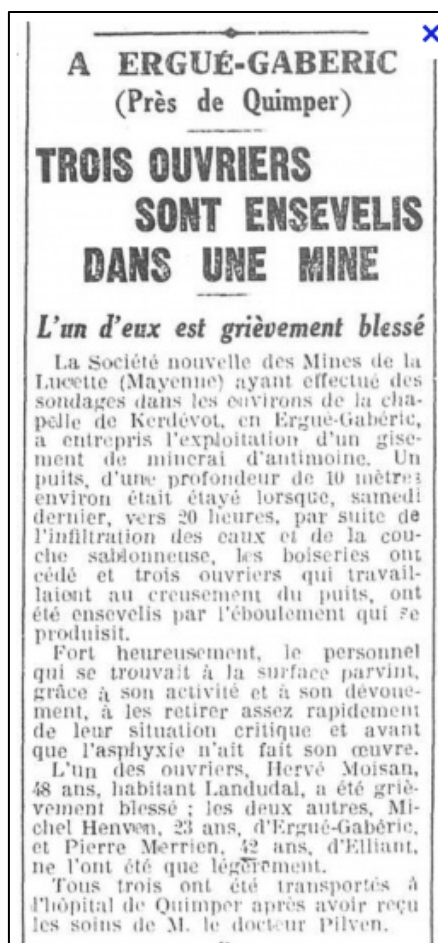 A ERGUÉ-GABERIC
(Près de Quimper)
TROIS OUVRIERS
SONT ENSEVELIS
DANS UNE MINE
L'un d'eux est grièvement blessé
La Société nouvelle des Mines de la
Lucette (Mayenne) ayant effectué des
sondages dans les environs de la cha-
pelle de Kerdévot, en Ergué-Gabéric,
a entrepris l'exploitation d'un gise-
ment de minerai d'antimoine. Un
puits, d'une profondeur de 10 mètres
environ était étayé lorsque, samedi
dernier, vers 20 heures, par suite de
l'infiltration des eaux et de la cou-
che sablonneuse, les boiseries ont
cédé et trois ouvriers qui travail-
laient au creusement du puits, ont
été ensevelis par l'éboulement qui se
produisit.
Fort heureusement, le personnel
qui se trouvait à la surface parvint,
grâce à son activité et à son dévoue-
ment, à les retirer assez rapidement
de leur situation critique et avant
que l'asphyxie n'ait fait son œuvre.
L'un des ouvriers, Hervé Moisan,
48 ans, habitant Landudal, a été griè-
vement blessé ; les deux autres, Mi-
chel Henven, 23 ans, d'Ergué-Gabéric,
et Pierre Merrien, 42 ans, d'Elliant,
ne l'ont été que légèrement.
Tous trois ont été transportés à
l'hôpital de Quimper après avoir reçu
les soins de M. le docteur Pilven.